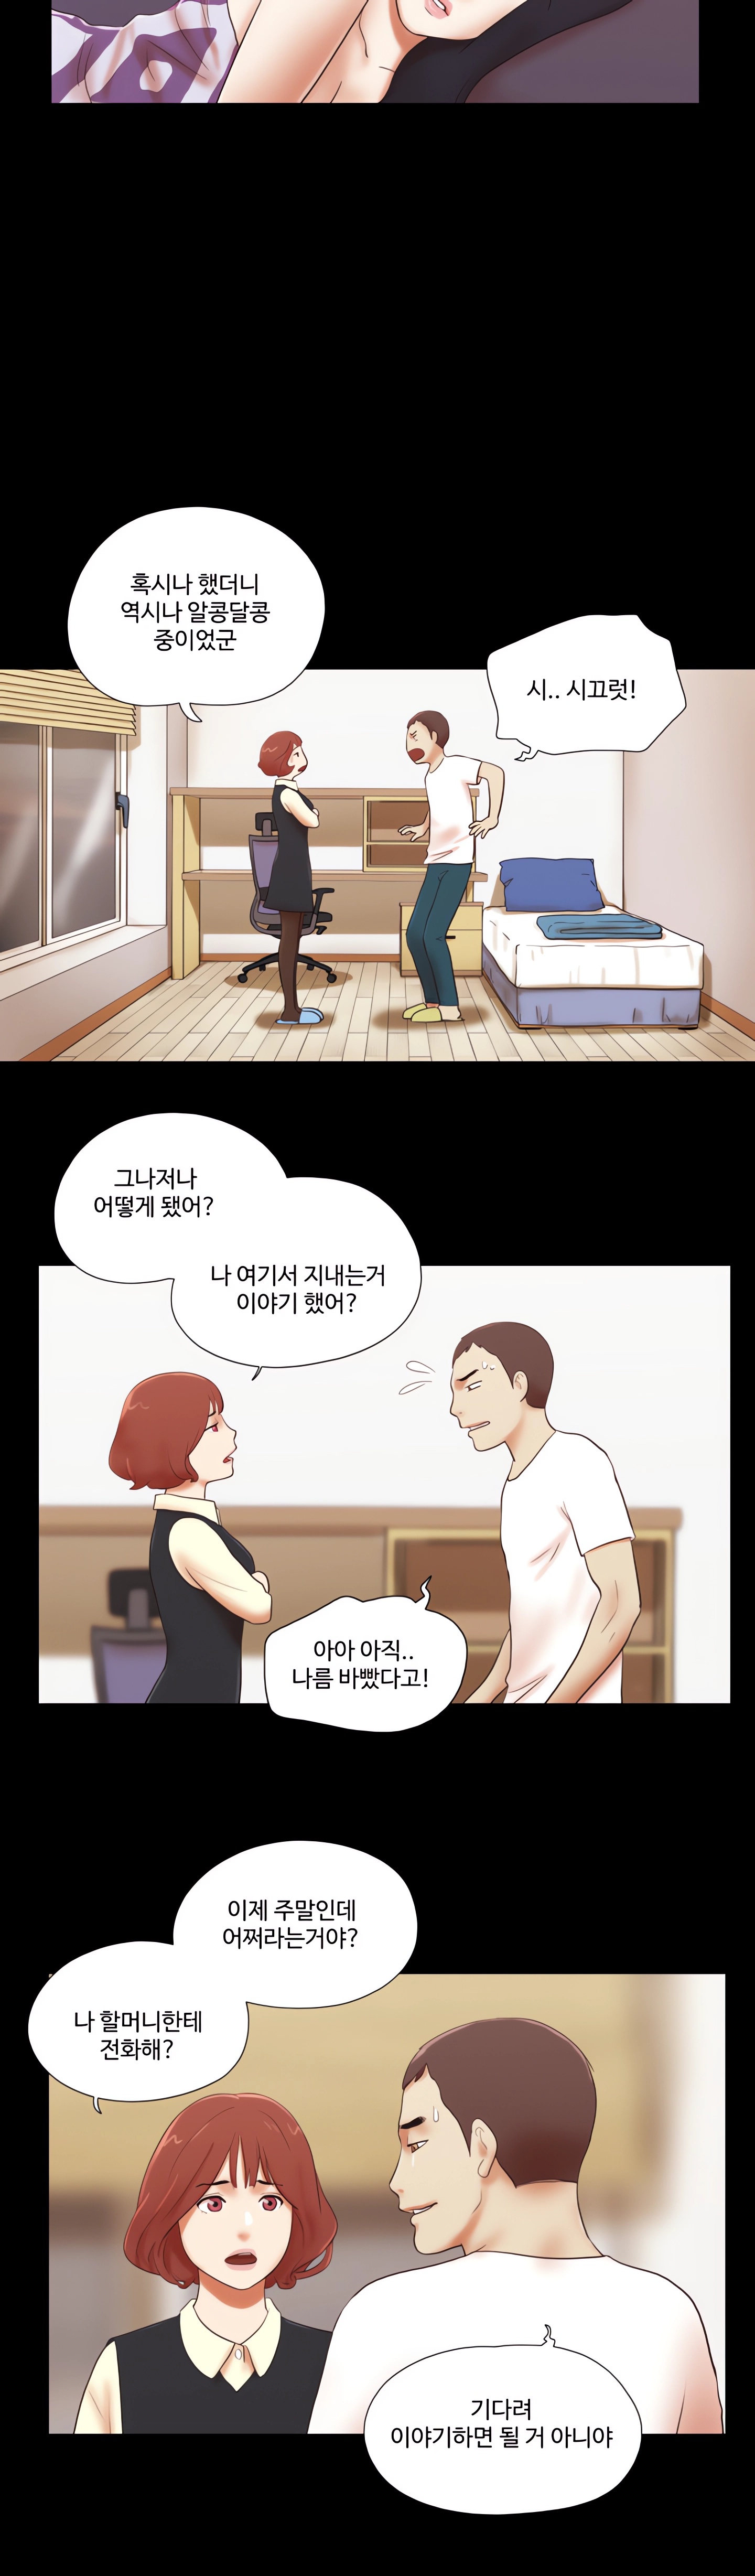 혹시나 했더니
역시나 알콩달콩
중이었군
시.. 시끄럿!
그나저나
어떻게 됐어?
나 여기서 지내는거
이야기 했어?
아아 아직..
나름 바빴다고!
이제 주말인데
어쩌라는거야?
나 할머니한테
전화해?
기다려
이야기하면 될 거 아니야